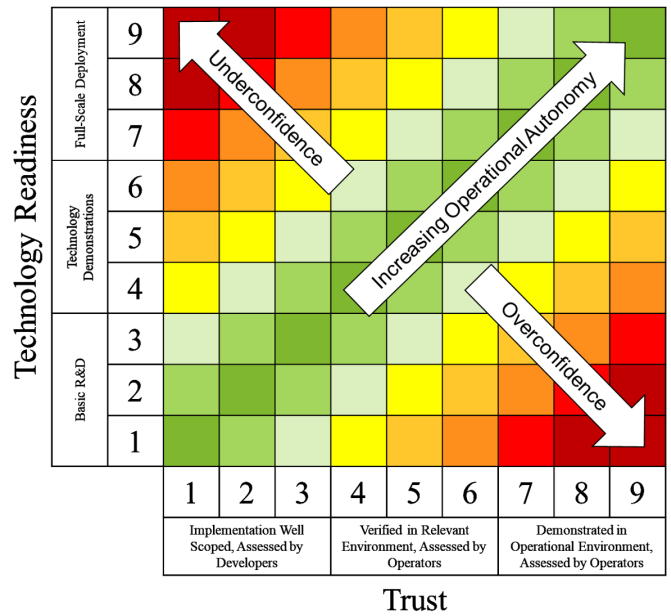 Technology Readiness
Full-Scale Deployment
Technology
Demonstrations
Basic R&D
9
8
7
6
5
4
3
2
1
Underconfidence
Increasing Operational Autonomy
Overconfidence
1 2 3 4 5 6 7 8 9
Implementation Well
Scoped, Assessed by
Developers
Verified in Relevant
Environment, Assessed by
Operators
Demonstrated in
Operational Environment,
Assessed by Operators
Trust